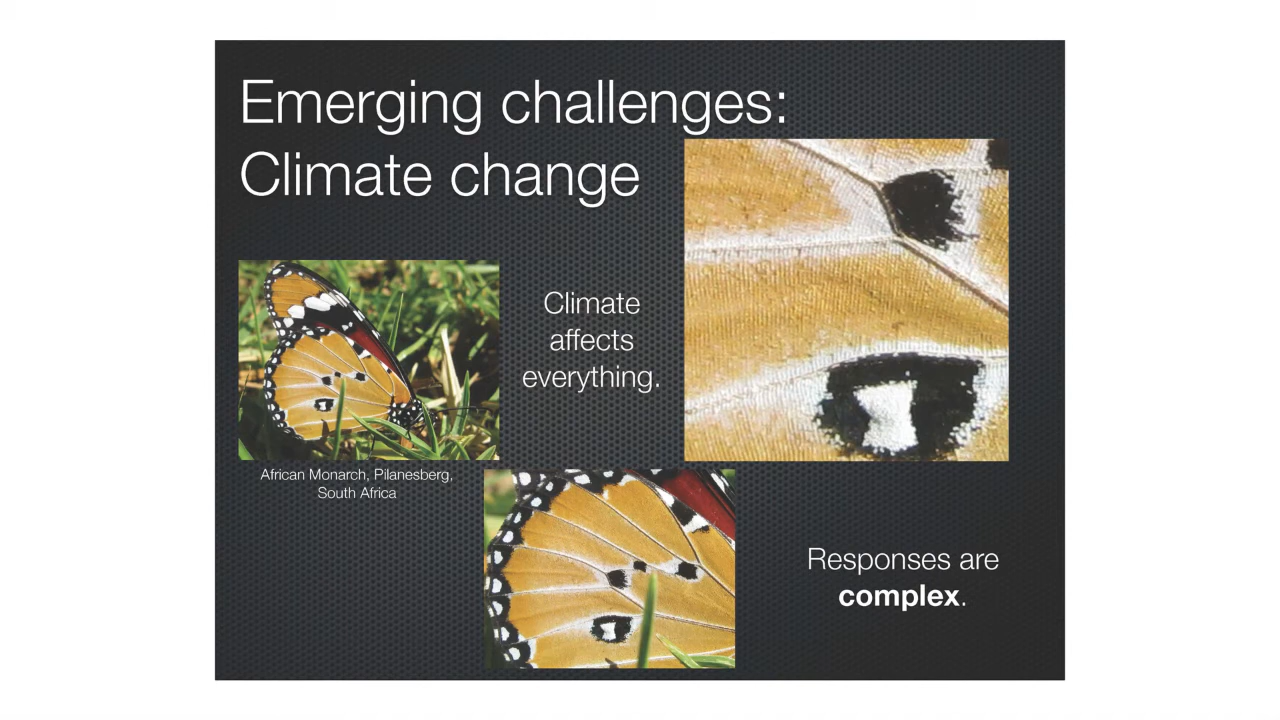 Emerging challenges:
Climate change
Climate
affects
everything.
African Monarch, Pilanesberg,
South Africa
Responses are
complex.